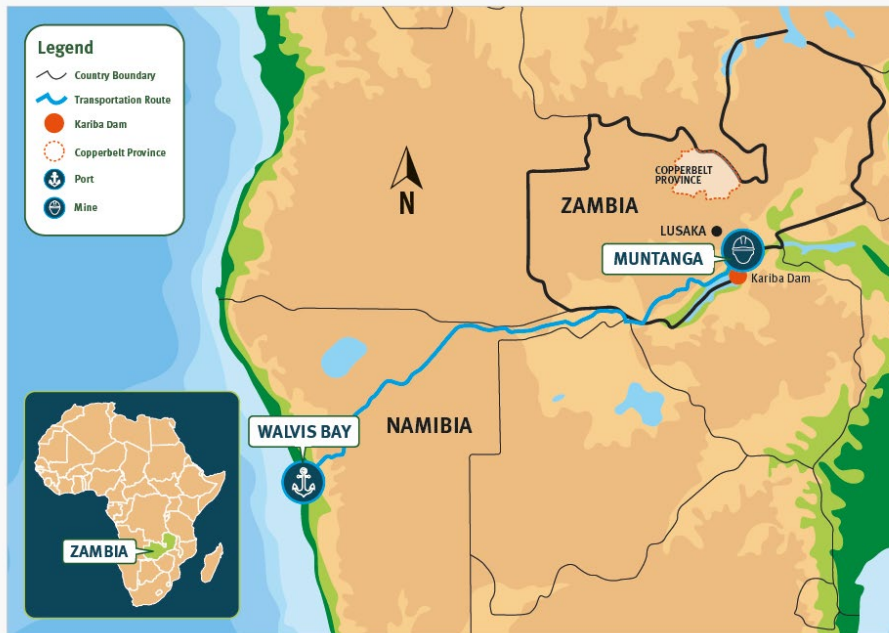 Legend
Country Boundary
Transportation Route
Kariba Dam
Copperbelt Province
Port
Mine
N
COPPERBELT
PROVINCE
ZAMBIA
LUSAKA
MUNTANGA
Kariba Dam
WALVIS BAY
NAMIBIA
ZAMBIA